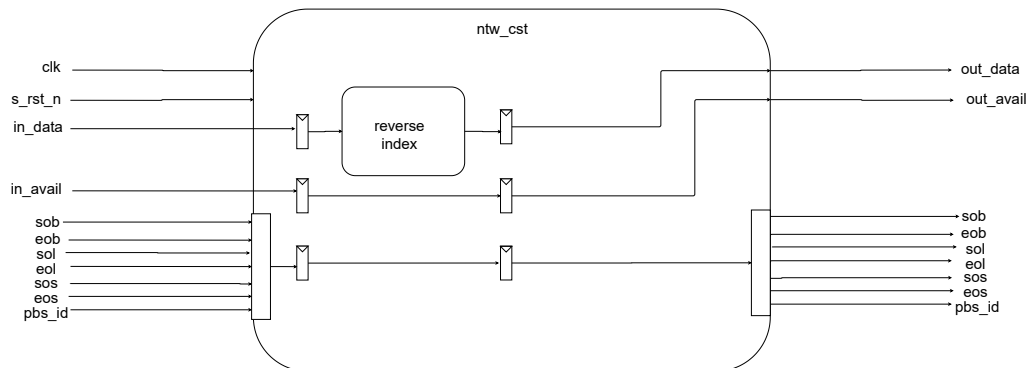 ntw_cst
clk
s_rst_n
in_data
in_avail
sob
eob
sol
eol
sos
eos
pbs_id
reverse
index
out_data
out_avail
sob
eob
sol
eol
sos
eos
pbs_id